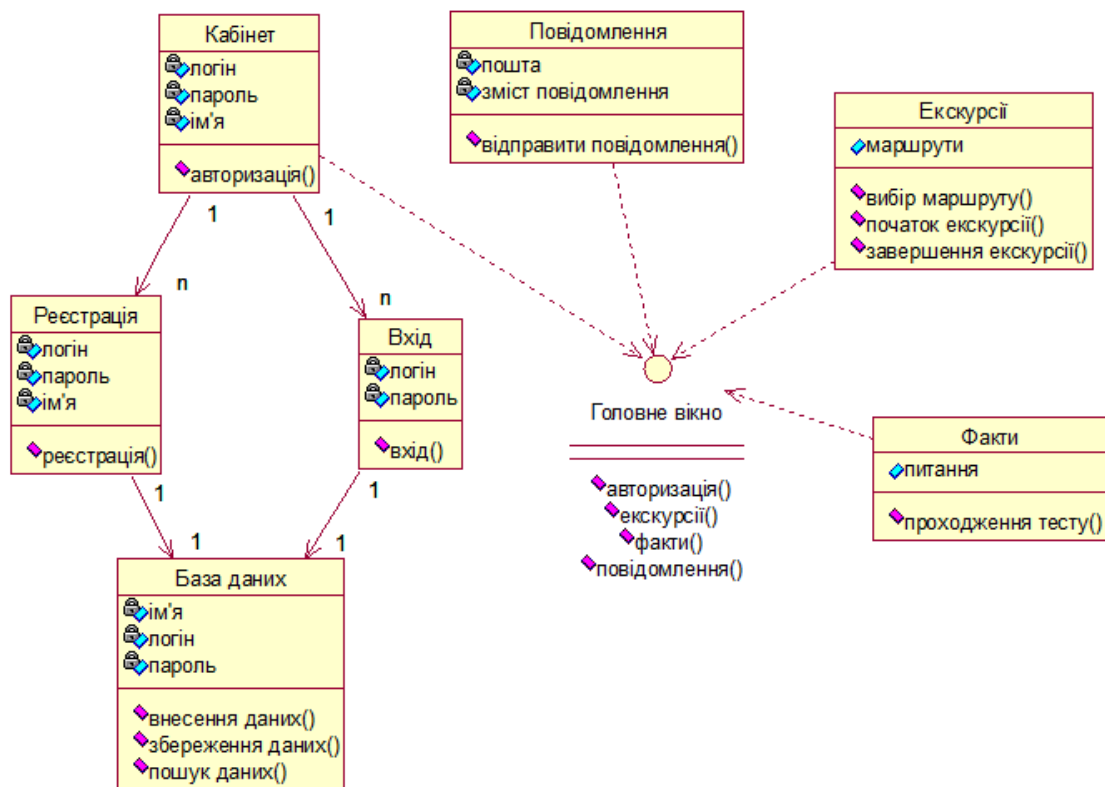 Кабінет
логін
пароль
ім'я
авторизація()
Повідомлення
пошта
зміст повідомлення
відправити повідомлення()
Екскурсії
маршрути
вибір маршруту()
початок екскурсії()
завершення екскурсії()
1
1
n
n
Реєстрація
логін
пароль
ім'я
реєстрація()
Вхід
логін
пароль
вхід()
Головне вікно
авторизація()
екскурсії()
факти()
повідомлення()
Факти
питання
проходження тесту()
1
1
1
1
База даних
ім'я
логін
пароль
внесення даних()
збереження даних()
пошук даних()